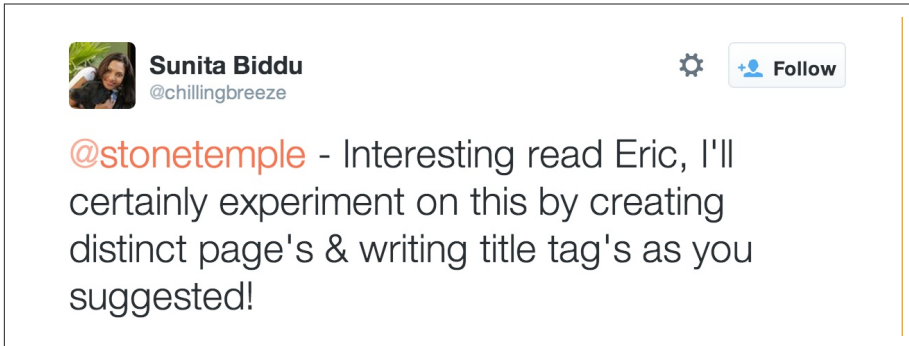 Sunita Biddu
@chillingbreeze
Follow
@stonetemple - Interesting read Eric, I'll
certainly experiment on this by creating
distinct page's & writing title tag's as you
suggested!